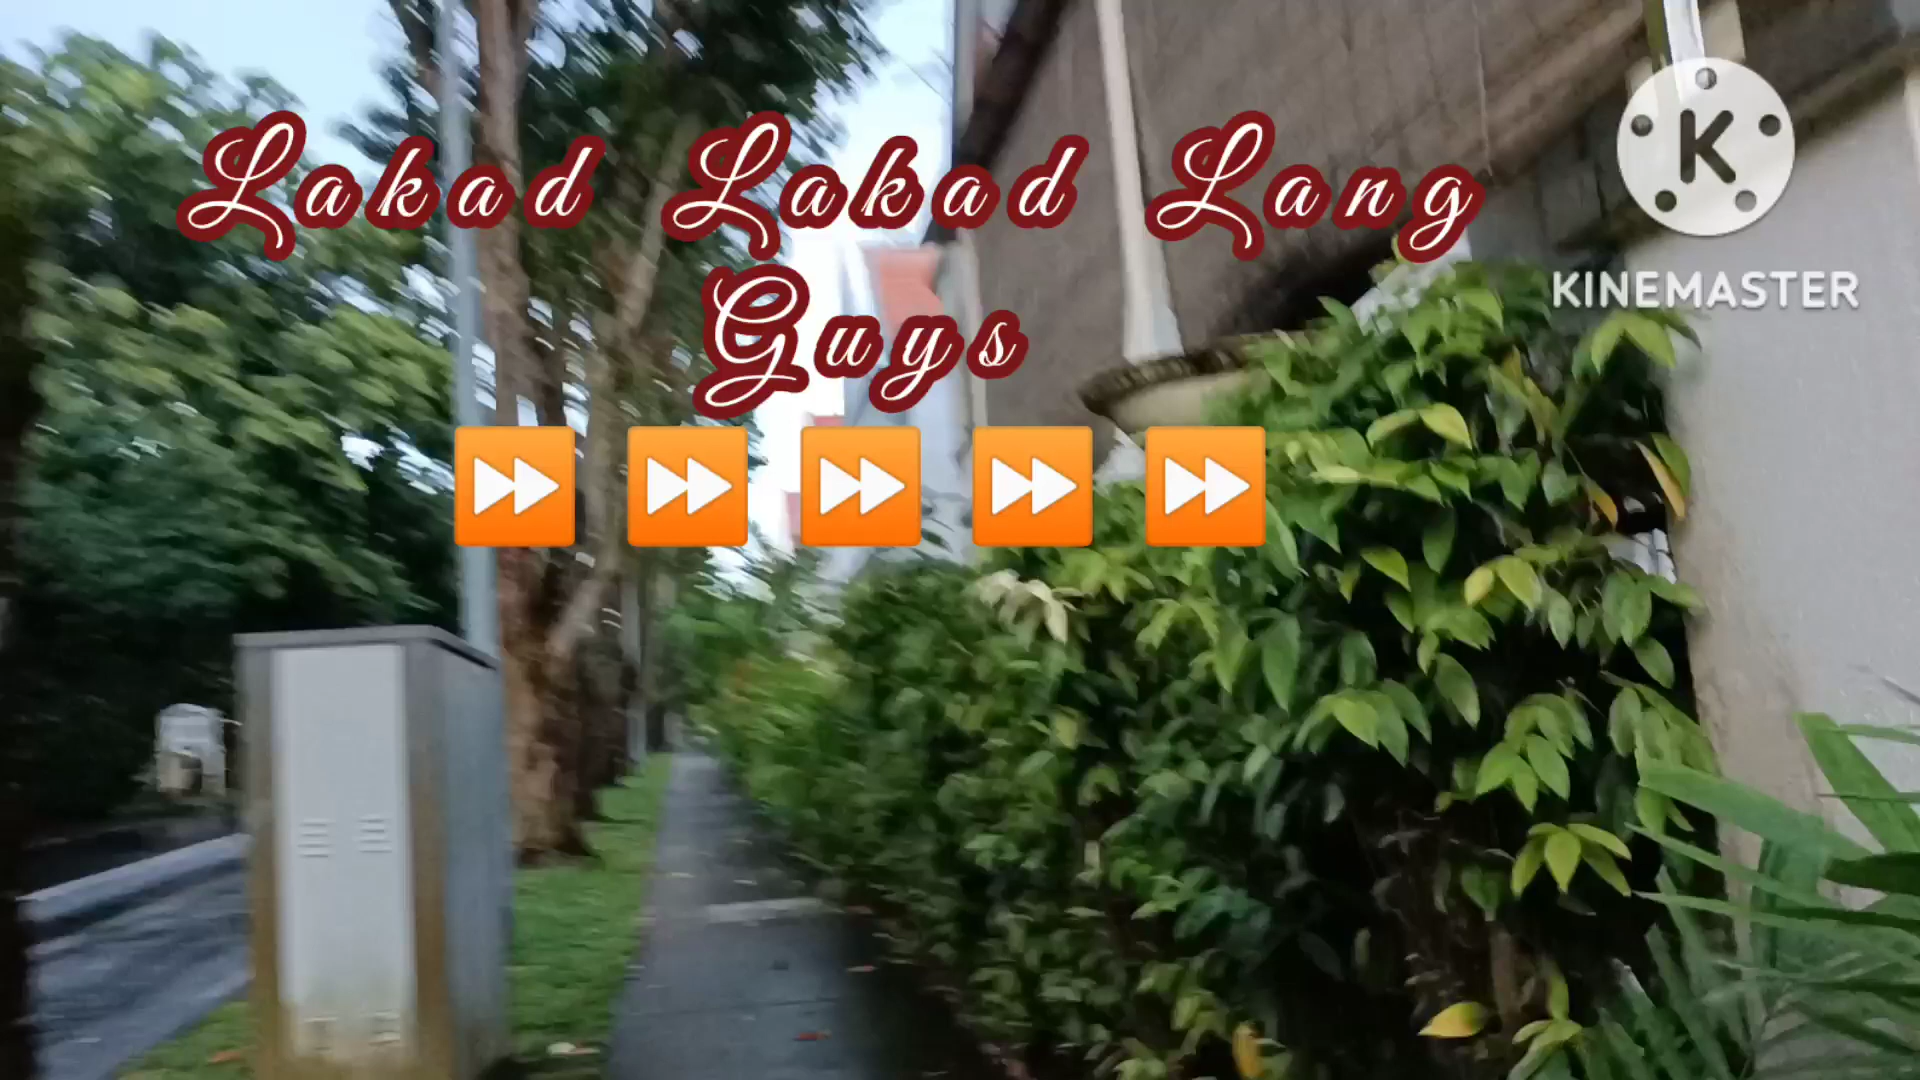 Lakad Lakad Lang
Guys
⏩ ⏩ ⏩ ⏩ ⏩
K
KINEMASTER